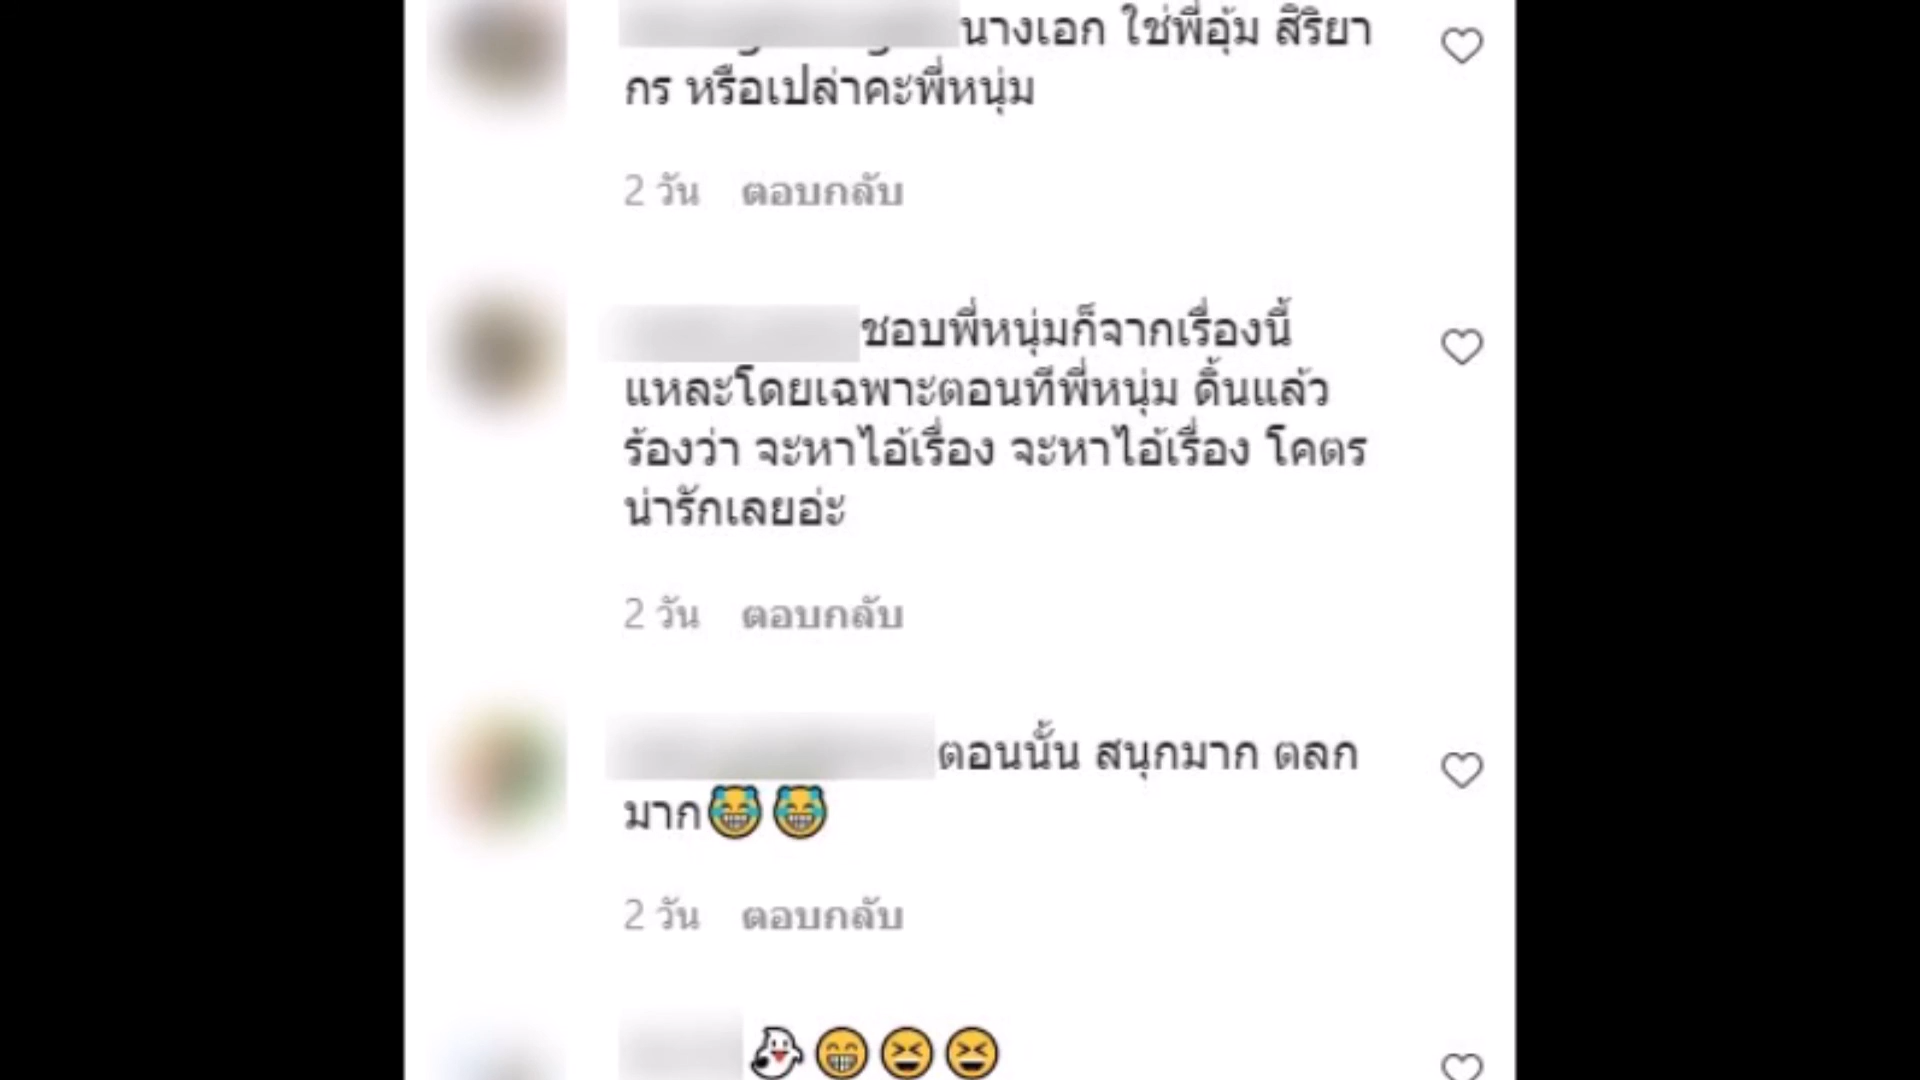 นางเอก ใช่พี่อุ้ม สิริยา
กร หรือเปล่าคะพี่หนุ่ม
2 วัน ตอบกลับ
ชอบพี่หนุ่มก็จากเรื่องนี้
แหละโดยเฉพาะตอนที่พี่หนุ่ม ดิ้นแล้ว
ร้องว่า จะหาไอ้เรื่อง จะหาไอ้เรื่อง โคตร
น่ารักเลยอ่ะ
2 วัน ตอบกลับ
ตอนนั้น สนุกมาก ตลก
มาก😹😹
2 วัน ตอบกลับ
👻😁😆😆